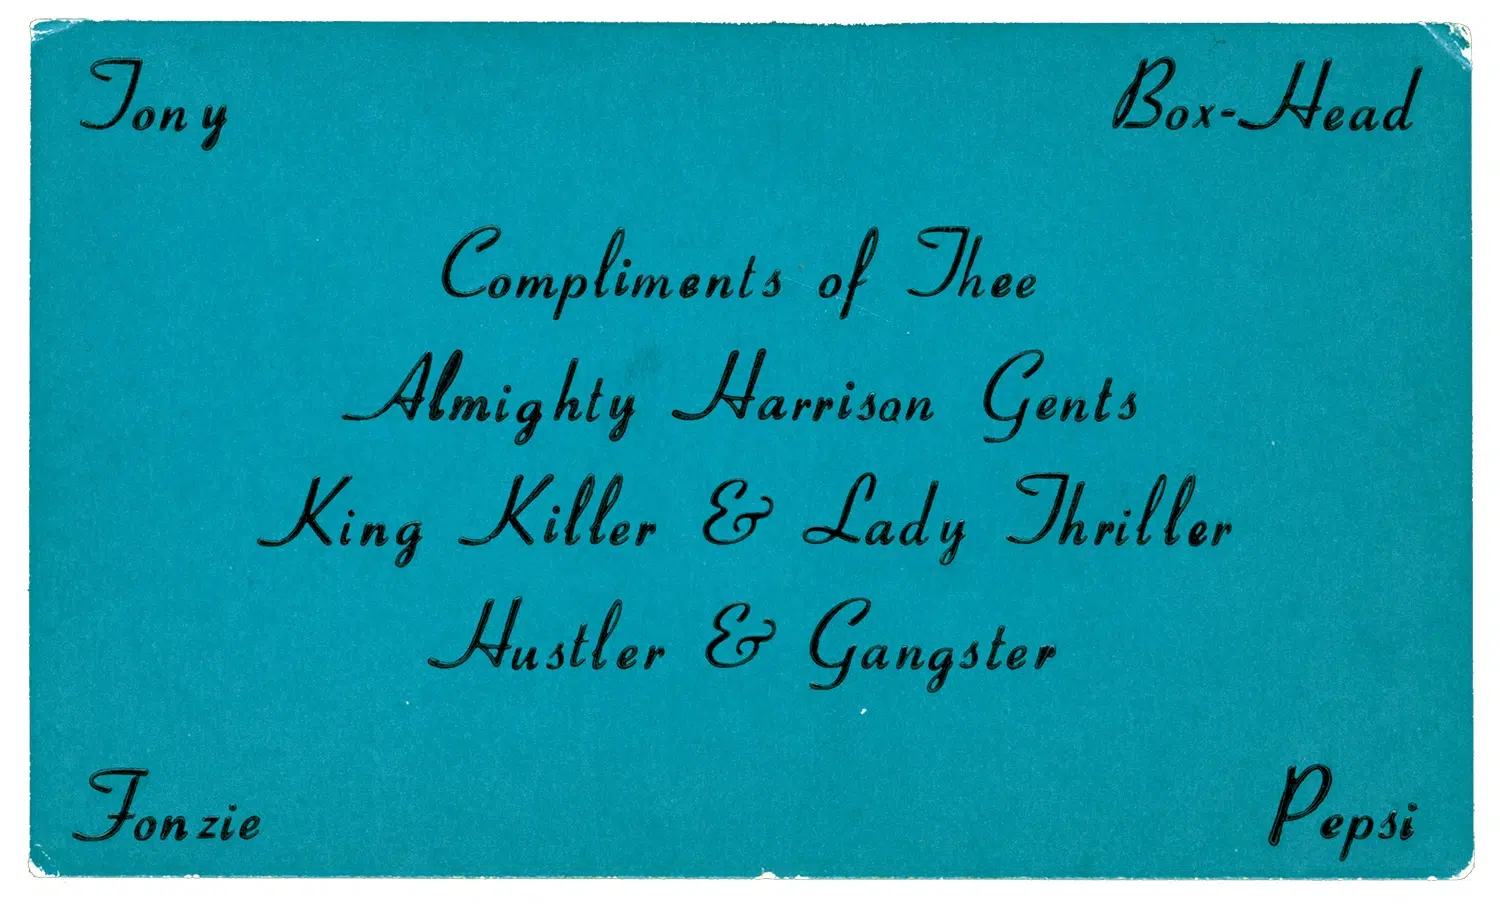 Tony
Box-Head
Compliments of Thee
Almighty Harrison Gents
King Killer & Lady Thriller
Hustler & Gangster
Fonzie
Pepsi